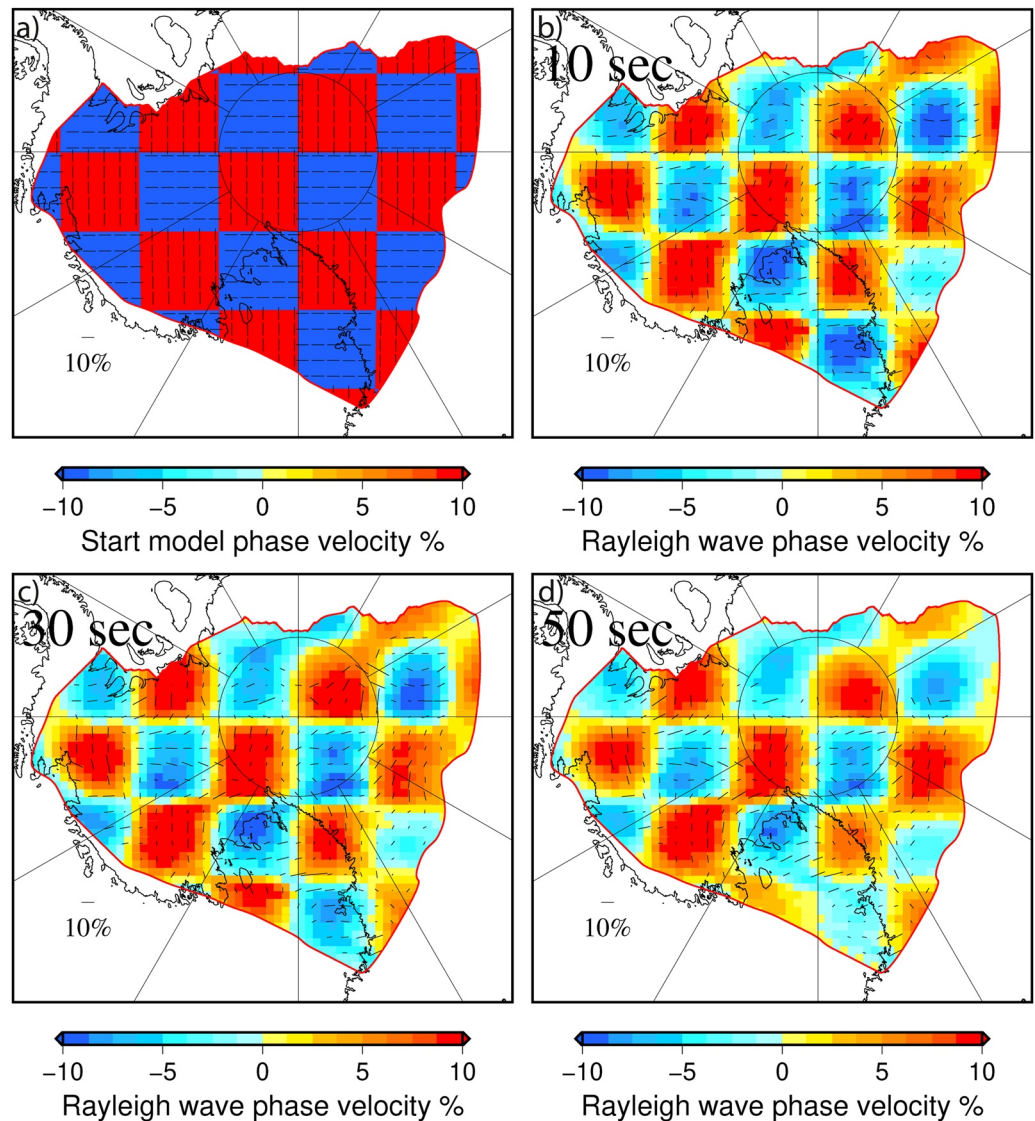 a)
10%
−10 −5 0 5 10
Start model phase velocity %
b)
10 sec
10%
−10 −5 0 5 10
Rayleigh wave phase velocity %
c)
30 sec
10%
−10 −5 0 5 10
Rayleigh wave phase velocity %
d)
50 sec
10%
−10 −5 0 5 10
Rayleigh wave phase velocity %